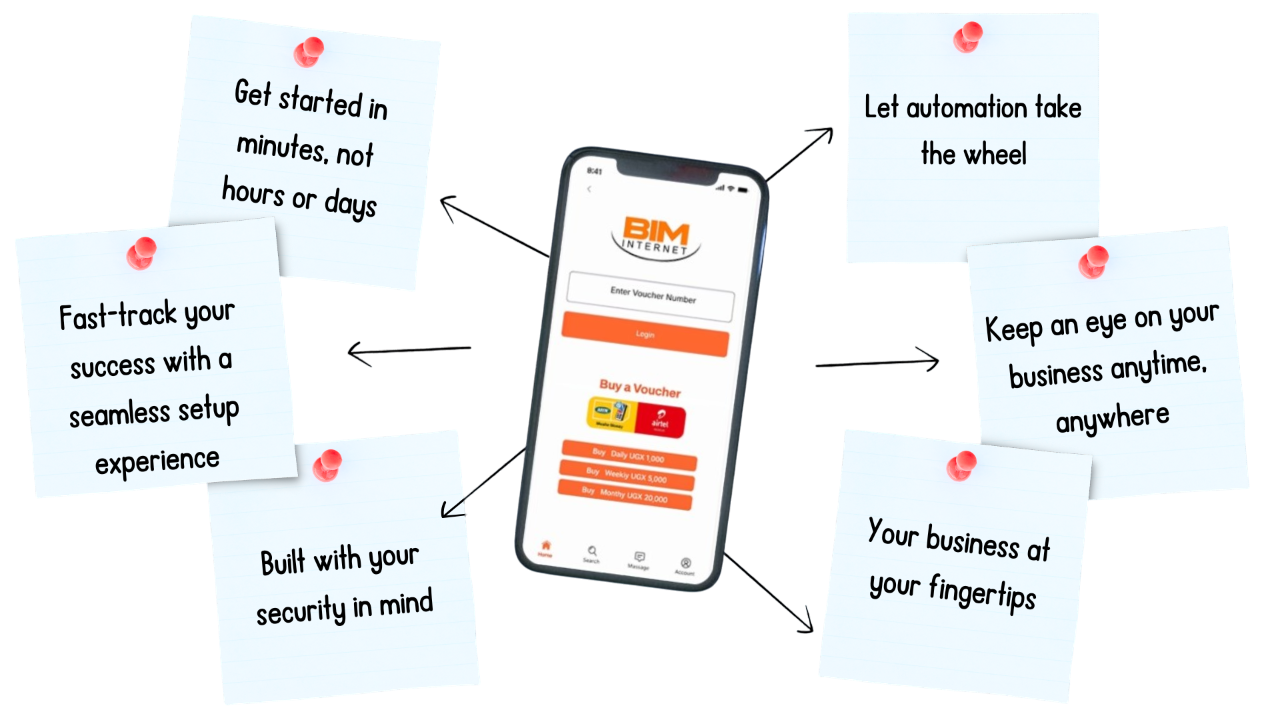 Get started in
minutes, not
hours or days
Fast-track your
success with a
seamless setup
experience
Built with your
security in mind
8:41
BIM
INTERNET
Enter Voucher Number
Login
Buy a Voucher
MTN
airtel
Buy Daily UGX 1,000
Buy Weekly UGX 5,000
Buy Monthy UGX 20,000
Home
Search
Massage
Account
Let automation take
the wheel
Keep an eye on your
business anytime,
anywhere
Your business at
your fingertips